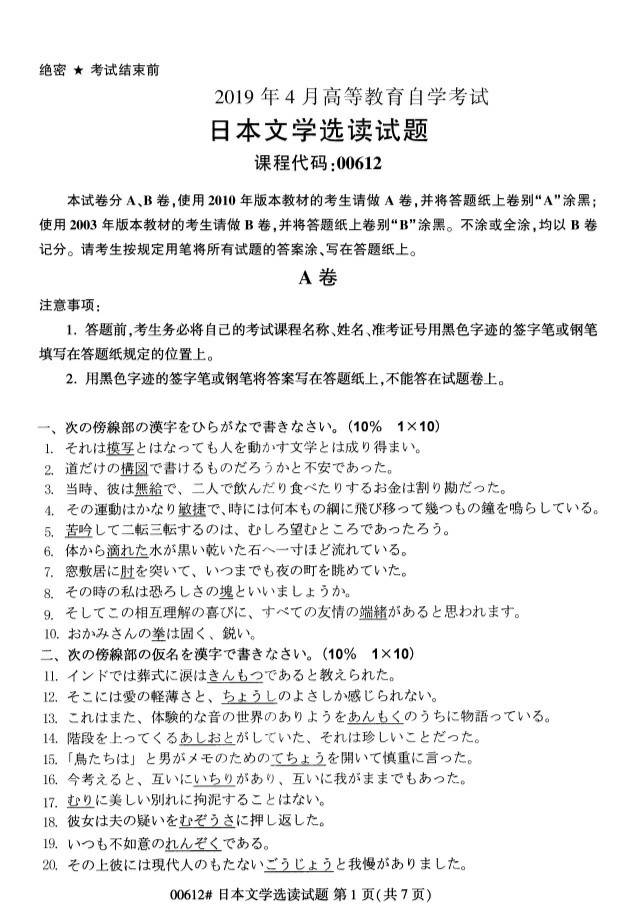 绝密 ★ 考试结束前
2019 年 4 月高等教育自学考试
日本文学选读试题
课程代码:00612
本试卷分 A、B 卷,使用 2010 年版本教材的考生请做 A 卷,并将答题纸上卷别“A”涂黑;
使用 2003 年版本教材的考生请做 B 卷,并将答题纸上卷别“B”涂黑。不涂或全涂,均以 B 卷
记分。请考生按规定用笔将所有试题的答案涂、写在答题纸上。
A 卷
注意事项:
1. 答题前,考生务必将自己的考试课程名称、姓名、准考证号用黑色字迹的签字笔或钢笔
填写在答题纸规定的位置上。
2. 用黑色字迹的签字笔或钢笔将答案写在答题纸上,不能答在试题卷上。
一、次の傍線部の漢字をひらがなで書きなさい。(10% 1×10)
1. それは模写とはなっても人を動かす文学とは成り得まい。
2. 道だけの構図で書けるものだろうかと不安であった。
3. 当時、彼は無給で、二人で飲んだり食べたりするお金は割り勘だった。
4. その運動はかなり敏捷で、時には何本もの綱に飛び移って幾つもの鐘を鳴らしている。
5. 苦吟して二転三転するのは、むしろ望むところであったろう。
6. 体から滴れた水が黒い乾いた石へ一寸ほど流れている。
7. 窓敷居に肘を突いて、いつまでも夜の町を眺めていた。
8. その時の私は恐ろしさの塊といいましょうか。
9. そしてこの相互理解の喜びに、すべての友情の端緒があると思われます。
10. おかみさんの拳は固く、鋭い。
二、次の傍線部の仮名を漢字で書きなさい。(10% 1×10)
11. インドでは葬式に涙はきんもつであると教えられた。
12. そこには愛の軽薄さと、ちょうしのよさしか感じられない。
13. これはまた、体験的な音の世界のありようをあんもくのうちに物語っている。
14. 階段を上ってくるあしおとがしていた、それは珍しいことだった。
15. 「鳥たちは」と男がメモのためのてちょうを開いて慎重に言った。
16. 今考えると、互いにいちりがあり、互いに我がままでもあった。
17. むりに美しい別れに拘泥することはない。
18. 彼女は夫の疑いをむぞうさに押し返した。
19. いつも不如意のれんぞくである。
20. その上彼には現代人のもたないごうじょうと我慢がありました。
00612# 日本文学选读试题 第 1 页(共 7 页)